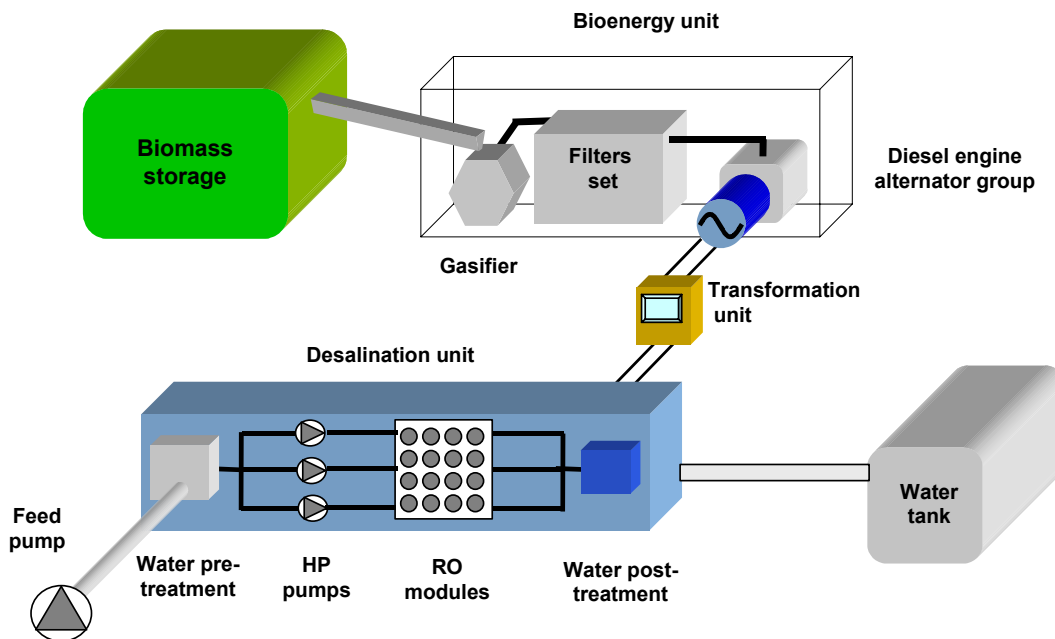 Bioenergy unit
Biomass
storage
Filters
set
Diesel engine
alternator group
Gasifier
Transformation
unit
Desalination unit
Feed
pump
Water
tank
Water pre-
treatment
HP
pumps
RO
modules
Water post-
treatment